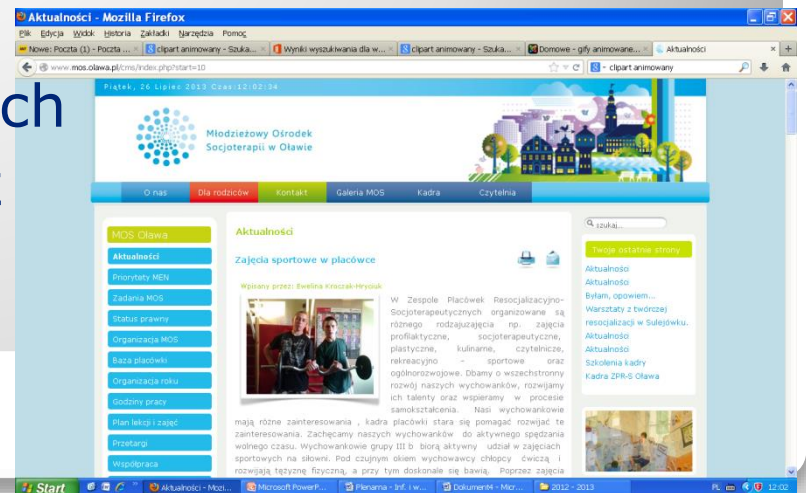 ch
Aktualności - Mozilla Firefox
Plik Edycja Widok Historia Zakładki Narzędzia Pomoc
Nowe: Poczta (1) - Poczta ...
clipart animowany - Szuka...
Wyniki wyszukiwania dla w...
clipart animowany - Szuka...
Domowe - gify animowane...
Aktualności
www.mos.olawa.pl/cms/index.php?start=10
clipart animowany
Piątek, 26 Lipiec 2013 Czas:12:02:34
Młodzieżowy Ośrodek
Socjoterapii w Oławie
O nas Dla rodziców Kontakt Galeria MOS Kadra Czytelnia
MOS Oława
Aktualności
Priorytety MEN
Zadania MOS
Status prawny
Organizacja MOS
Baza placówki
Organizacja roku
Godziny pracy
Plan lekcji i zajęć
Przetargi
Współpraca
Aktualności
Zajęcia sportowe w placówce
Wpisany przez: Ewelina Kroczak-Hryciuk
W Zespole Placówek Resocjalizacyjno-
Socjoterapeutycznych organizowane są
różnego rodzajuzajęcia np. zajęcia
profilaktyczne, socjoterapeutyczne,
plastyczne, kulinarne, czytelnicze,
rekreacyjno – sportowe oraz
ogólnorozwojowe. Dbamy o wszechstronny
rozwój naszych wychowanków, rozwijamy
ich talenty oraz wspieramy w procesie
samokształcenia. Nasi wychowankowie
mają różne zainteresowania , kadra placówki stara się pomagać rozwijać te
zainteresowania. Zachęcamy naszych wychowanków do aktywnego spędzania
wolnego czasu. Wychowankowie grupy III b biorą aktywny udział w zajęciach
sportowych na siłowni. Pod czujnym okiem wychowawcy chłopcy ćwiczą i
rozwijają tężyznę fizyczną, a przy tym doskonale się bawią. Poprzez zajęcia
szukaj...
Twoje ostatnie strony
Aktualności
Aktualności
Byłam, opowiem...
Warsztaty z twórczej
resocjalizacji w Sulejówku.
Aktualności
Aktualności
Szkolenia kadry
Kadra ZPR-S Oława
Start
Aktualności - Mozi...
Microsoft PowerP...
Plenarna - Inf. i w...
Dokument4 - Micr...
2012 - 2013
PL
12:02